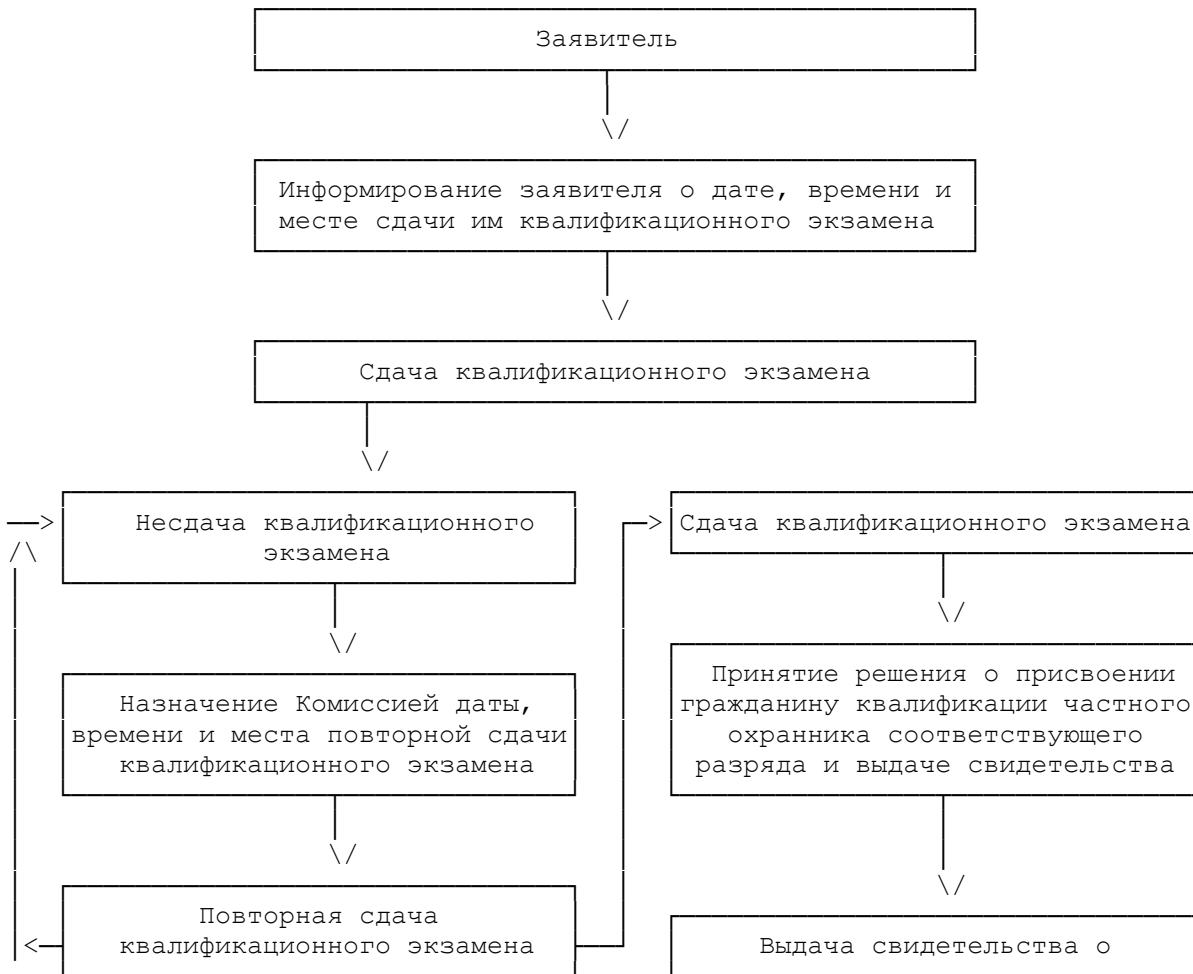 Заявитель
Информирование заявителя о дате, времени и
месте сдачи им квалификационного экзамена
Сдача квалификационного экзамена
Несдача квалификационного
экзамена
Назначение Комиссией даты,
времени и места повторной сдачи
квалификационного экзамена
Повторная сдача
квалификационного экзамена
Сдача квалификационного экзамена
Принятие решения о присвоении
гражданину квалификации частного
охранника соответствующего
разряда и выдаче свидетельства
Выдача свидетельства о